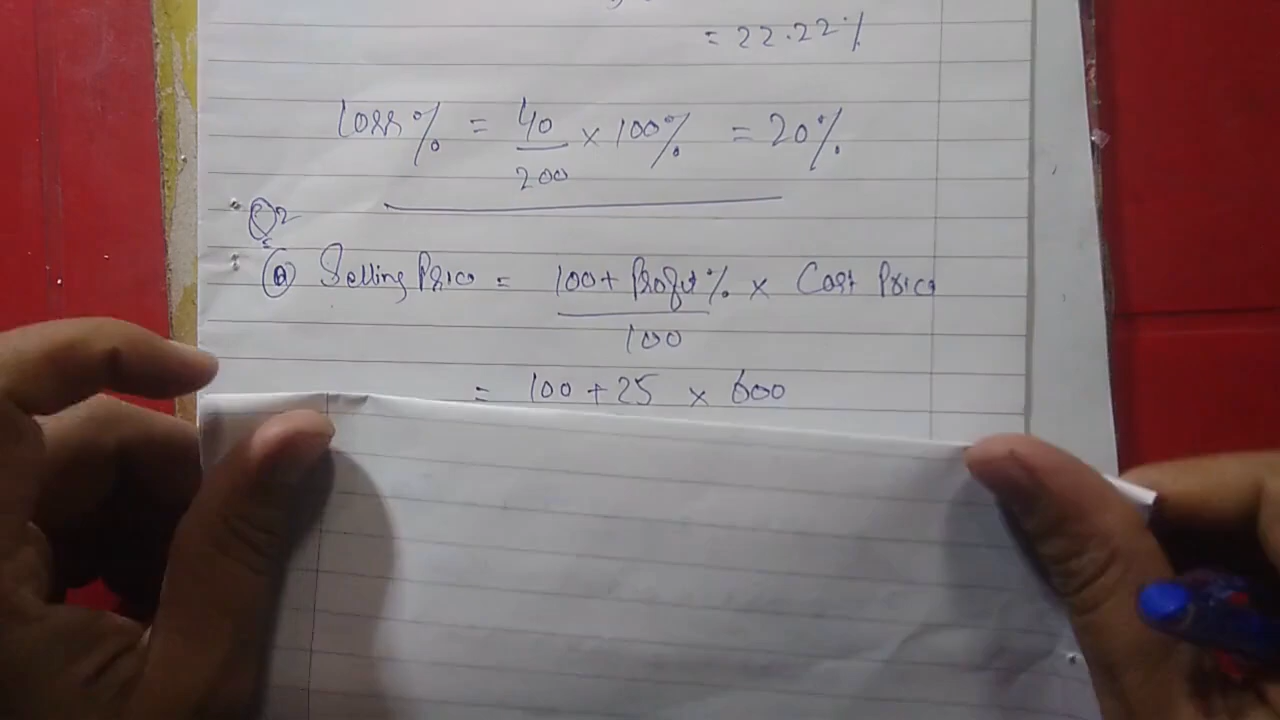 = 22.22%
Loss% = 40/200 × 100% = 20%
Q2
(a) Selling Price = 100 + Profit%/100 × Cost Price
= 100 + 25 × 600